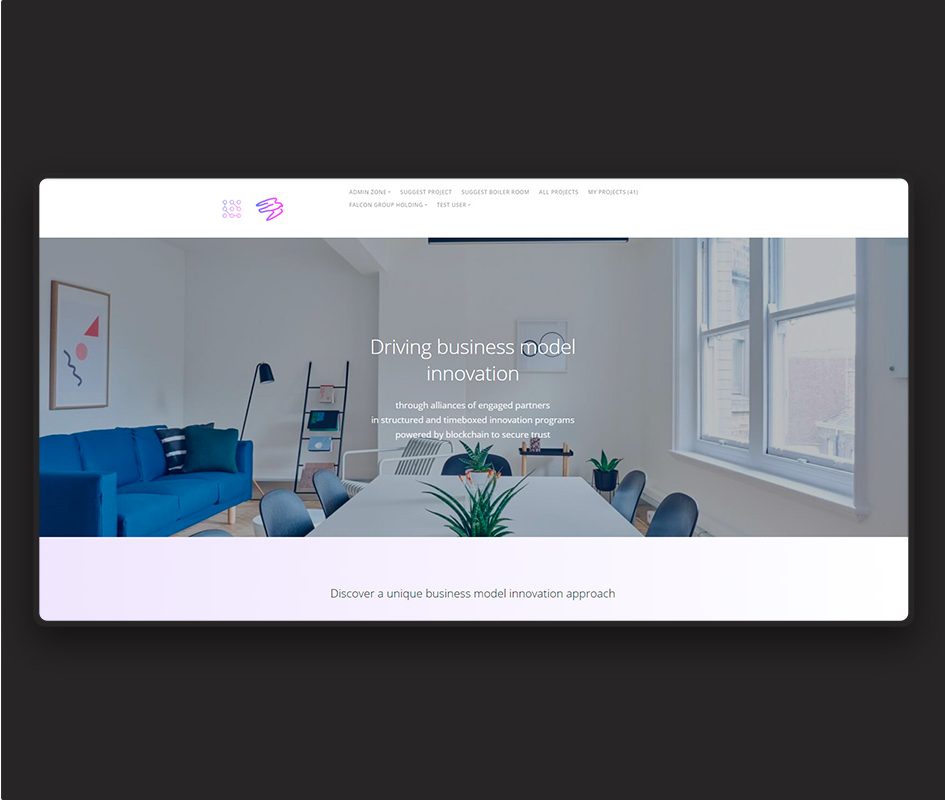 ADMIN ZONE SUGGEST PROJECT SUGGEST BOILER ROOM ALL PROJECTS MY PROJECTS (41)
FALCON GROUP HOLDING TEST USER
Driving business model
innovation
through alliances of engaged partners
in structured and timeboxed innovation programs
powered by blockchain to secure trust
Discover a unique business model innovation approach